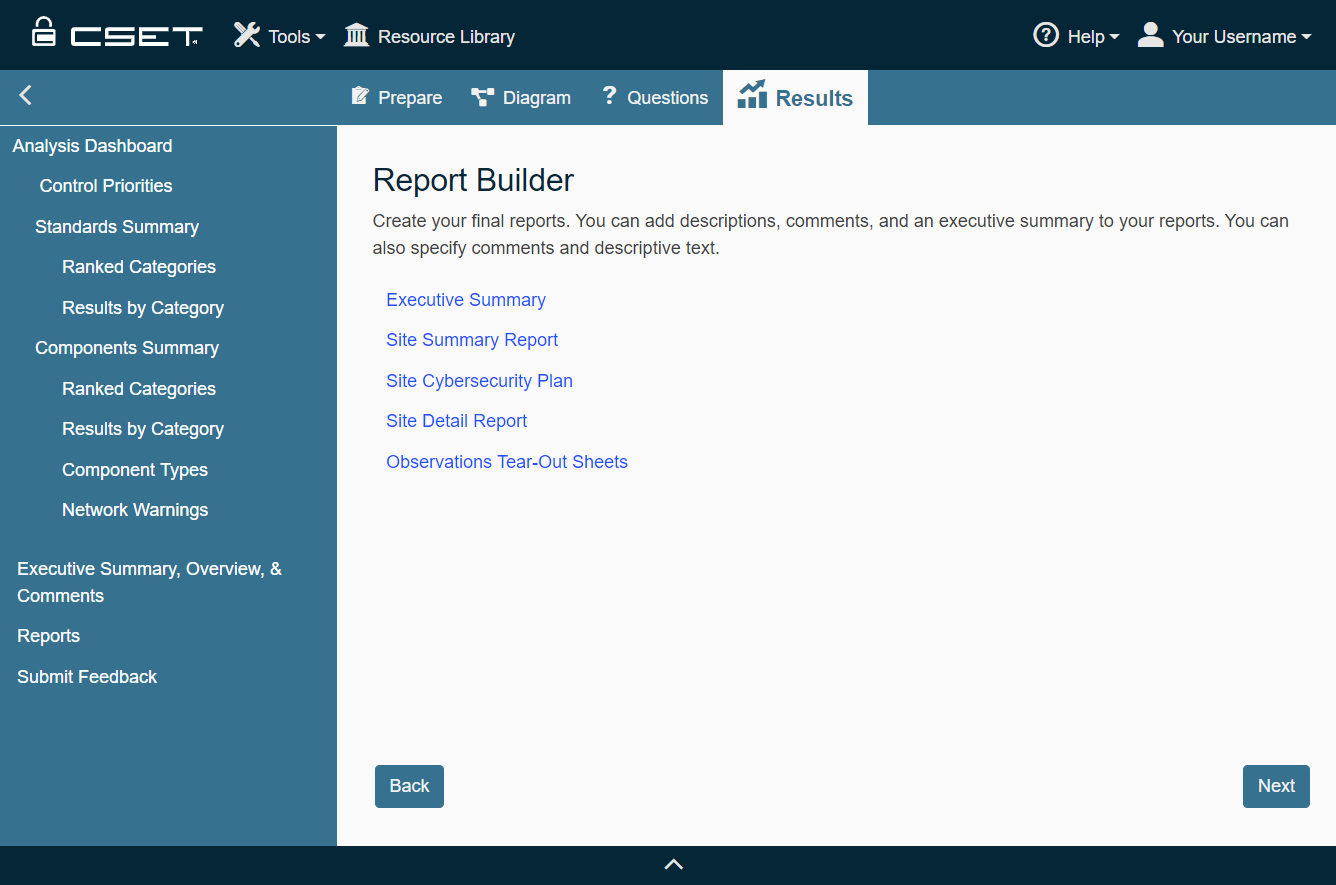 CSET
Tools
Resource Library
Help
Your Username
Prepare
Diagram
? Questions
Results
Analysis Dashboard
Control Priorities
Standards Summary
Ranked Categories
Results by Category
Components Summary
Ranked Categories
Results by Category
Component Types
Network Warnings
Executive Summary, Overview, &
Comments
Reports
Submit Feedback
Report Builder
Create your final reports. You can add descriptions, comments, and an executive summary to your reports. You can
also specify comments and descriptive text.
Executive Summary
Site Summary Report
Site Cybersecurity Plan
Site Detail Report
Observations Tear-Out Sheets
Back
Next